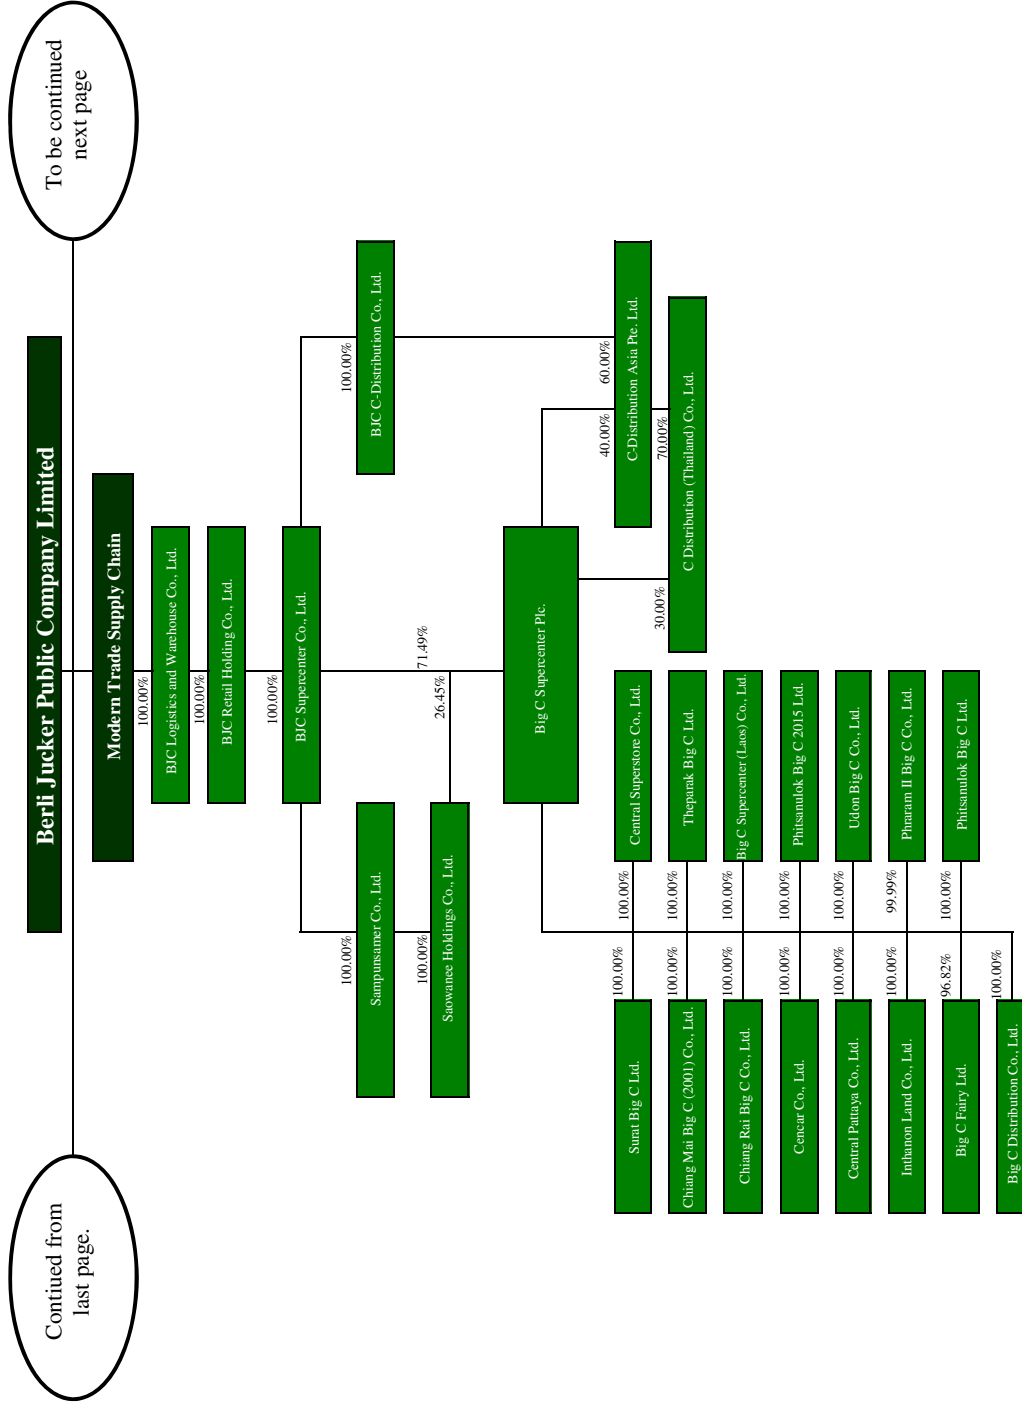 Contiued from
last page.
To be continued
next page
Berli Jucker Public Company Limited
Modern Trade Supply Chain
100.00%
BJC Logistics and Warehouse Co., Ltd.
100.00%
BJC Retail Holding Co., Ltd.
100.00%
BJC Supercenter Co., Ltd.
100.00%
Sampunsamer Co., Ltd.
100.00%
BJC C-Distribution Co., Ltd.
100.00%
Saowanee Holdings Co., Ltd.
71.49%
26.45%
Big C Supercenter Plc.
40.00%
60.00%
C-Distribution Asia Pte. Ltd.
30.00%
70.00%
C Distribution (Thailand) Co., Ltd.
100.00%
Surat Big C Ltd.
100.00%
Central Superstore Co., Ltd.
100.00%
Chiang Mai Big C (2001) Co., Ltd.
100.00%
Theparak Big C Ltd.
100.00%
Chiang Rai Big C Co., Ltd.
100.00%
Big C Supercenter (Laos) Co., Ltd.
100.00%
Cencar Co., Ltd.
100.00%
Phitsanulok Big C 2015 Ltd.
100.00%
Central Pattaya Co., Ltd.
100.00%
Udon Big C Co., Ltd.
100.00%
Inthanon Land Co., Ltd.
99.99%
Phraram II Big C Co., Ltd.
96.82%
Big C Fairy Ltd.
100.00%
Phitsanulok Big C Ltd.
100.00%
Big C Distribution Co., Ltd.